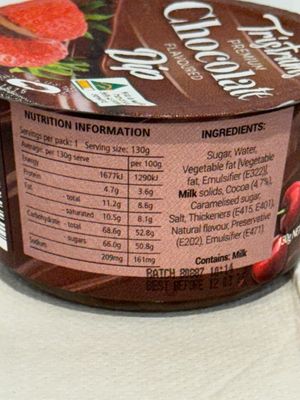 Tristram's
PREMIUM
Chocolate
FLAVOURED
Dip
NUTRITION INFORMATION
Servings per pack: 1 Serving size: 130g
Average: per 130g serve per 100g
Energy 1677kJ 1290kJ
Protein 4.7g 3.6g
Fat, - total 11.2g 8.6g
- saturated 10.5g 8.1g
Carbohydrate - total 68.6g 52.8g
- sugars 66.0g 50.8g
Sodium 209mg 161mg
INGREDIENTS:
Sugar, Water,
Vegetable fat [Vegetable
fat, Emulsifier (E322)],
Milk solids, Cocoa (4.7%),
Caramelised sugar,
Salt, Thickeners (E415, E401),
Natural flavour, Preservative
(E202), Emulsifier (E471).
Contains: Milk
BATCH
BEST BEFORE